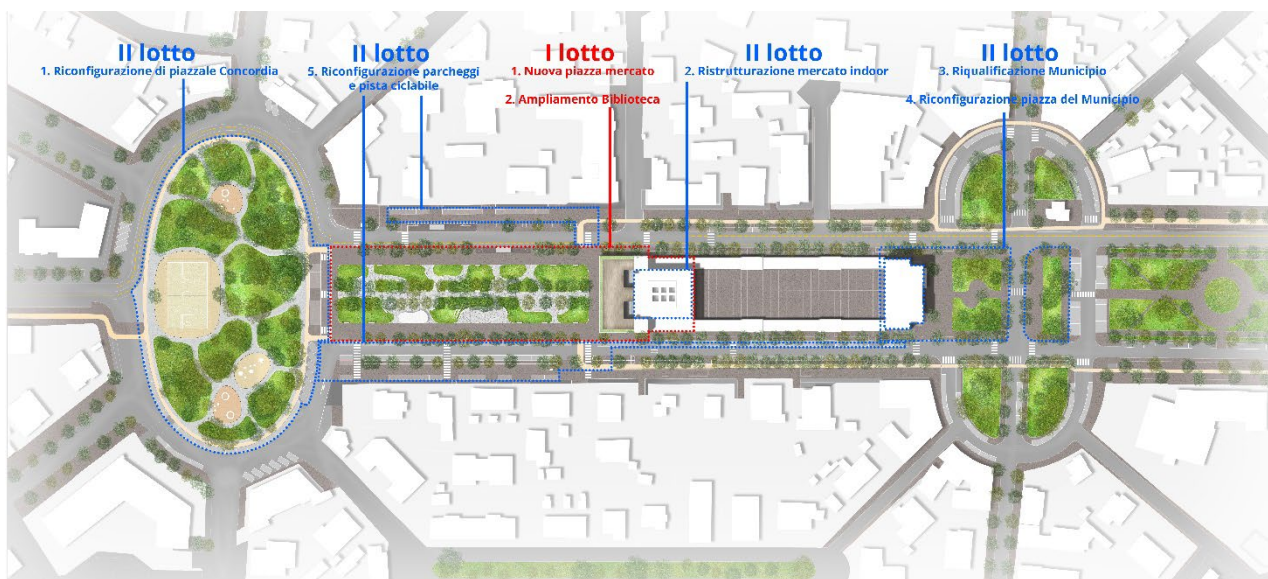 II lotto
1. Riconfigurazione di piazzale Concordia
II lotto
5. Riconfigurazione parcheggi
e pista ciclabile
I lotto
1. Nuova piazza mercato
2. Ampliamento Biblioteca
II lotto
2. Ristrutturazione mercato indoor
II lotto
3. Riqualificazione Municipio
4. Riconfigurazione piazza del Municipio